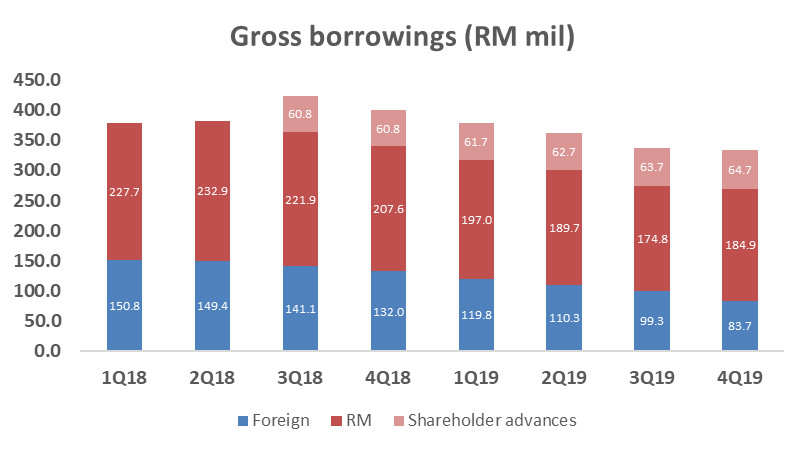 Gross borrowings (RM mil)
450.0
400.0
350.0
300.0
250.0
200.0
150.0
100.0
50.0
0.0
60.8 60.8 61.7 62.7 63.7 64.7
227.7 232.9 221.9 207.6 197.0 189.7 174.8 184.9
150.8 149.4 141.1 132.0 119.8 110.3 99.3 83.7
1Q18 2Q18 3Q18 4Q18 1Q19 2Q19 3Q19 4Q19
Foreign RM Shareholder advances